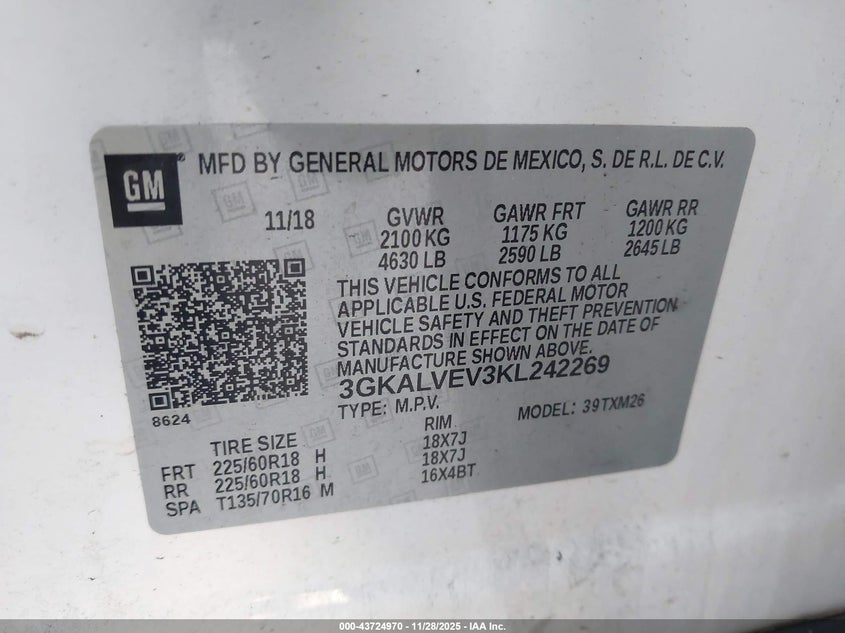 GM
MFD BY GENERAL MOTORS DE MEXICO, S. DE R.L. DE C.V.
11/18 GVWR GAWR FRT GAWR RR
2100 KG 1175 KG 1200 KG
4630 LB 2590 LB 2645 LB
THIS VEHICLE CONFORMS TO ALL
APPLICABLE U.S. FEDERAL MOTOR
VEHICLE SAFETY AND THEFT PREVENTION
STANDARDS IN EFFECT ON THE DATE OF
MANUFACTURE SHOWN ABOVE.
3GKALVEV3KL242269
8624
TYPE: M.P.V. MODEL: 39TXM26
TIRE SIZE RIM
FRT 225/60R18 H 18X7J
RR 225/60R18 H 18X7J
SPA T135/70R16 M 16X4BT
000-43724970 - 11/28/2025 - IAA Inc.